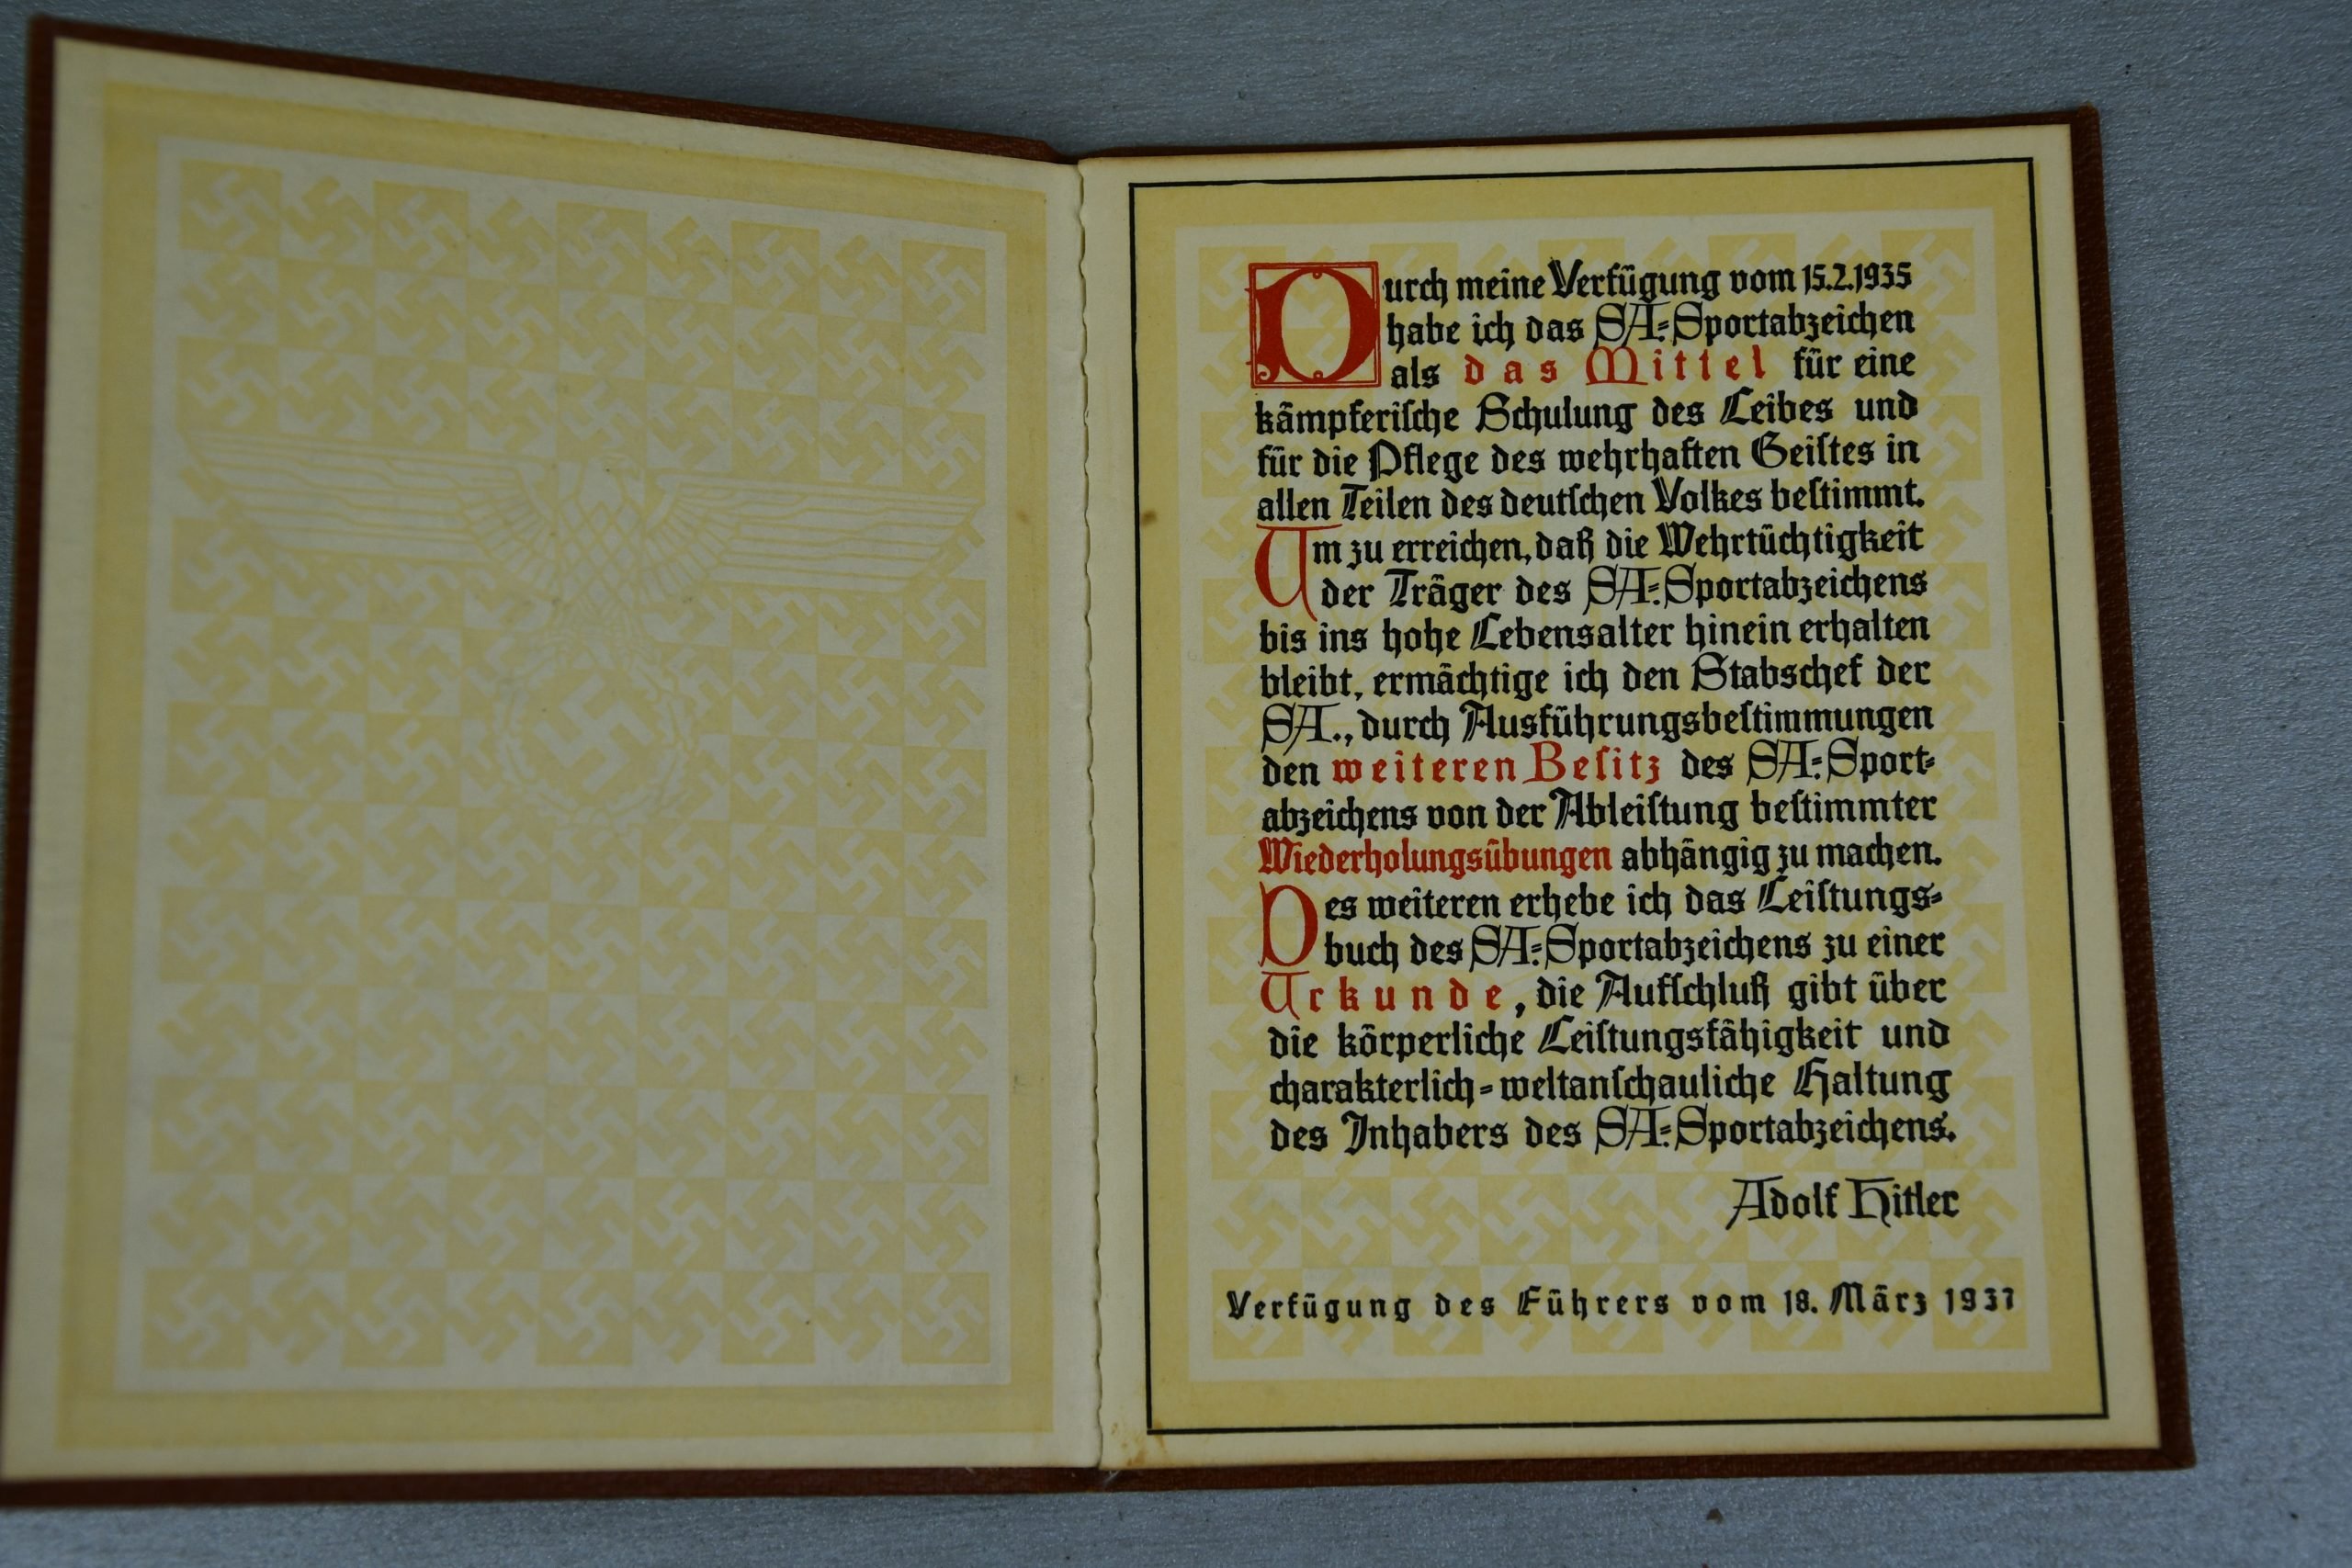 Durch meine Verfügung vom 15.2.1935
habe ich das SA=Sportabzeichen
als das Mittel für eine
kämpferiſche Schulung des Leibes und
für die Pflege des wehrhaften Geiſtes in
allen Teilen des deutſchen Volkes beſtimmt.
Um zu erreichen, daß die Wehrtüchtigkeit
der Träger des SA=Sportabzeichens
bis ins hohe Lebensalter hinein erhalten
bleibt, ermächtige ich den Stabschef der
SA., durch Ausführungsbeſtimmungen
den weiteren Beſitz des SA=Sport=
abzeichens von der Ableiſtung beſtimmter
Wiederholungsübungen abhängig zu machen.
Des weiteren erhebe ich das Leiſtungs=
buch des SA=Sportabzeichens zu einer
Urkunde, die Aufſchluß gibt über
die körperliche Leiſtungsfähigkeit und
charakterlich=weltanſchauliche Haltung
des Inhabers des SA=Sportabzeichens.
Adolf Hitler
Verfügung des Führers vom 18. März 1937